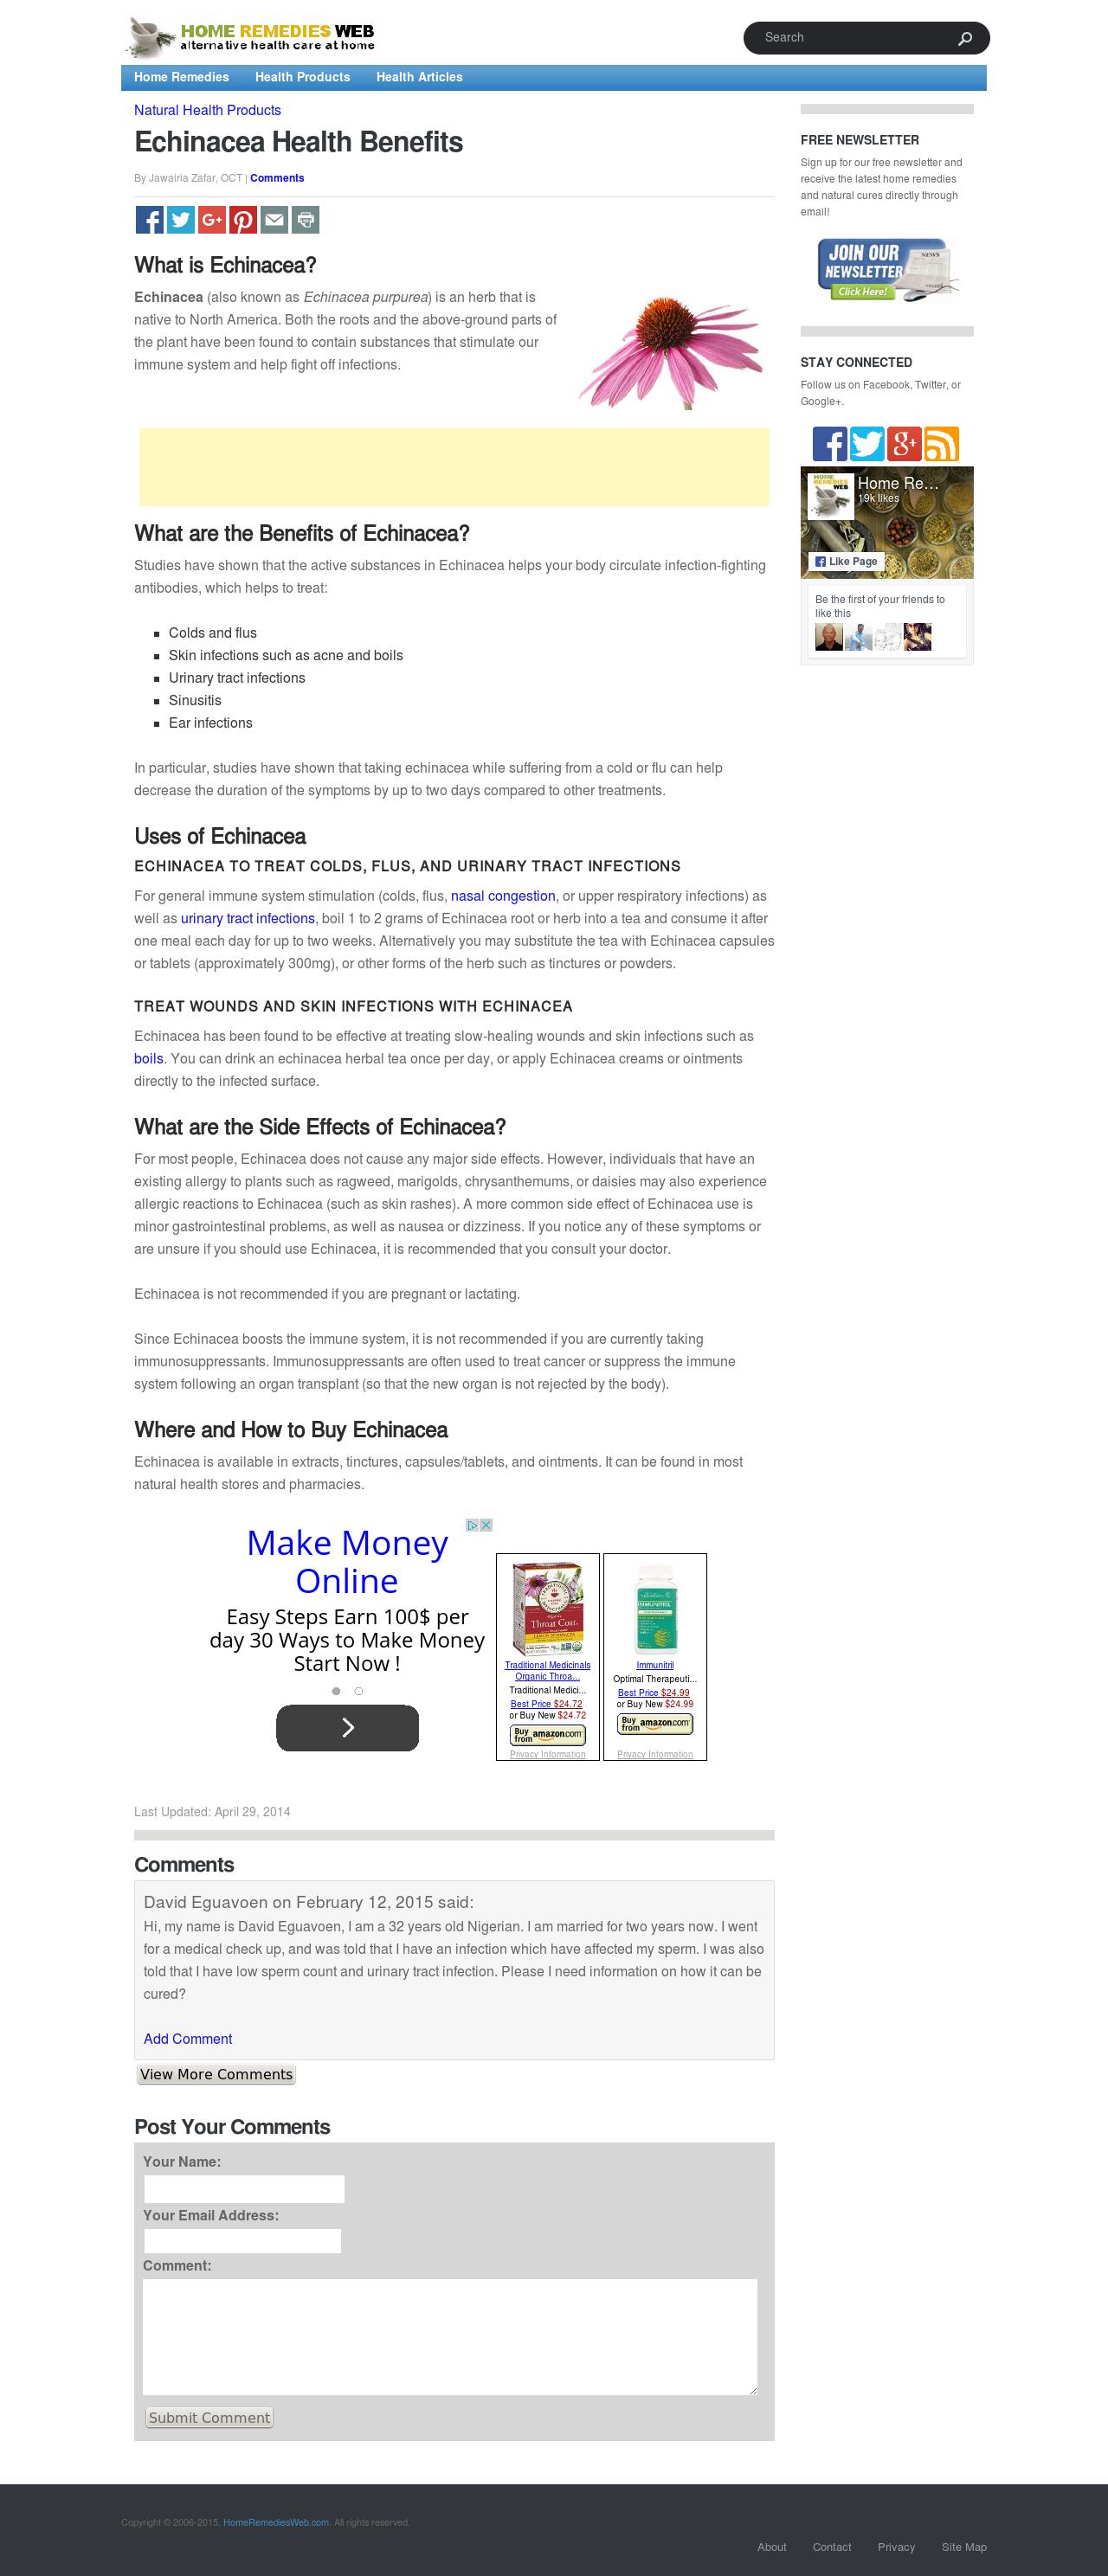 HOME REMEDIES WEB
alternative health care at home
Search
Home Remedies
Health Products
Health Articles
Natural Health Products
Echinacea Health Benefits
By Jawairia Zafar, OCT | Comments
What is Echinacea?
Echinacea (also known as Echinacea purpurea) is an herb that is
native to North America. Both the roots and the above-ground parts of
the plant have been found to contain substances that stimulate our
immune system and help fight off infections.
What are the Benefits of Echinacea?
Studies have shown that the active substances in Echinacea helps your body circulate infection-fighting
antibodies, which helps to treat:
Colds and flus
Skin infections such as acne and boils
Urinary tract infections
Sinusitis
Ear infections
In particular, studies have shown that taking echinacea while suffering from a cold or flu can help
decrease the duration of the symptoms by up to two days compared to other treatments.
Uses of Echinacea
ECHINACEA TO TREAT COLDS, FLUS, AND URINARY TRACT INFECTIONS
For general immune system stimulation (colds, flus, nasal congestion, or upper respiratory infections) as
well as urinary tract infections, boil 1 to 2 grams of Echinacea root or herb into a tea and consume it after
one meal each day for up to two weeks. Alternatively you may substitute the tea with Echinacea capsules
or tablets (approximately 300mg), or other forms of the herb such as tinctures or powders.
TREAT WOUNDS AND SKIN INFECTIONS WITH ECHINACEA
Echinacea has been found to be effective at treating slow-healing wounds and skin infections such as
boils. You can drink an echinacea herbal tea once per day, or apply Echinacea creams or ointments
directly to the infected surface.
What are the Side Effects of Echinacea?
For most people, Echinacea does not cause any major side effects. However, individuals that have an
existing allergy to plants such as ragweed, marigolds, chrysanthemums, or daisies may also experience
allergic reactions to Echinacea (such as skin rashes). A more common side effect of Echinacea use is
minor gastrointestinal problems, as well as nausea or dizziness. If you notice any of these symptoms or
are unsure if you should use Echinacea, it is recommended that you consult your doctor.
Echinacea is not recommended if you are pregnant or lactating.
Since Echinacea boosts the immune system, it is not recommended if you are currently taking
immunosuppressants. Immunosuppressants are often used to treat cancer or suppress the immune
system following an organ transplant (so that the new organ is not rejected by the body).
Where and How to Buy Echinacea
Echinacea is available in extracts, tinctures, capsules/tablets, and ointments. It can be found in most
natural health stores and pharmacies.
Make Money
Online
Easy Steps Earn 100$ per
day 30 Ways to Make Money
Start Now !
Throat Coat
Traditional Medicinals
Organic Throa...
Traditional Medici...
Best Price $24.72
or Buy New $24.72
Buy from amazon.com
Privacy Information
IMMUNITRIL
Immunitril
Optimal Therapeuti...
Best Price $24.99
or Buy New $24.99
Buy from amazon.com
Privacy Information
Last Updated: April 29, 2014
Comments
David Eguavoen on February 12, 2015 said:
Hi, my name is David Eguavoen, I am a 32 years old Nigerian. I am married for two years now. I went
for a medical check up, and was told that I have an infection which have affected my sperm. I was also
told that I have low sperm count and urinary tract infection. Please I need information on how it can be
cured?
Add Comment
View More Comments
Post Your Comments
Your Name:
Your Email Address:
Comment:
Submit Comment
FREE NEWSLETTER
Sign up for our free newsletter and
receive the latest home remedies
and natural cures directly through
email!
JOIN OUR
NEWSLETTER
Click Here!
NEWS
STAY CONNECTED
Follow us on Facebook, Twitter, or
Google+.
HOME
REMEDIES
WEB
Home Re...
19k likes
Like Page
Be the first of your friends to
like this
Copyright © 2006-2015, HomeRemediesWeb.com. All rights reserved.
About
Contact
Privacy
Site Map